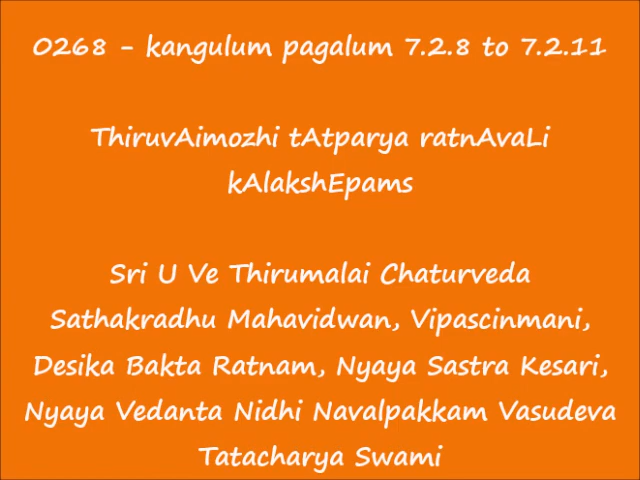 0268 - kangulum pagalum 7.2.8 to 7.2.11
ThiruvAimozhi tAtparya ratnAvaLi
kAlakshEpams
Sri U Ve Thirumalai Chaturveda
Sathakradhu Mahavidwan, Vipascinmani,
Desika Bakta Ratnam, Nyaya Sastra Kesari,
Nyaya Vedanta Nidhi Navalpakkam Vasudeva
Tatacharya Swami